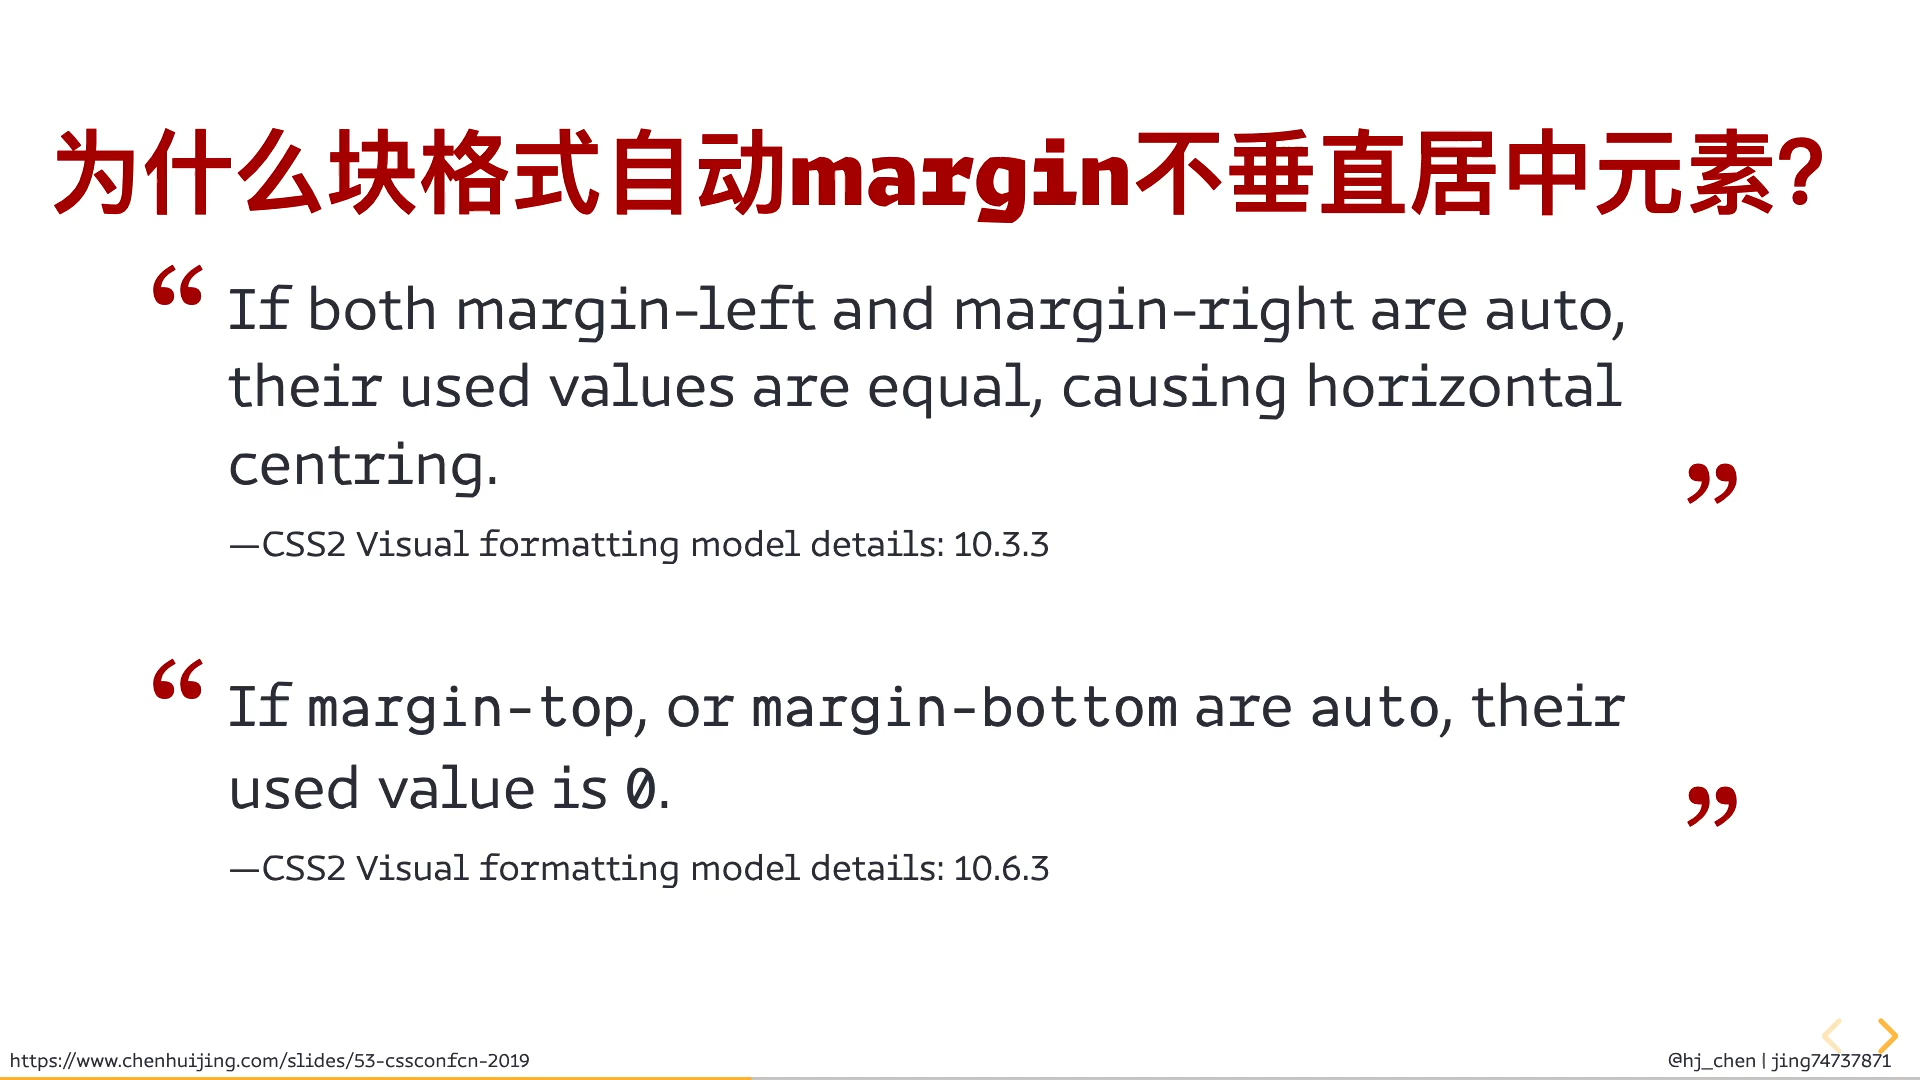 为什么块格式自动margin不垂直居中元素？
“If both margin-left and margin-right are auto,
their used values are equal, causing horizontal
centring.”
—CSS2 Visual formatting model details: 10.3.3
“If margin-top, or margin-bottom are auto, their
used value is 0.”
—CSS2 Visual formatting model details: 10.6.3
https://www.chenhuijing.com/slides/53-cssconfcn-2019
@hj_chen | jing74737871